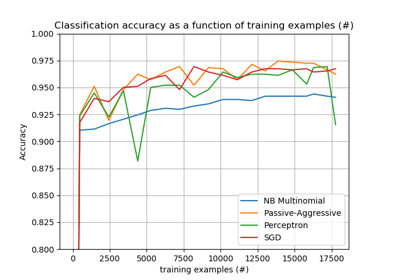 Classification accuracy as a function of training examples (#)
1.000
0.975
0.950
0.925
0.900
0.875
0.850
0.825
0.800
Accuracy
NB Multinomial
Passive-Aggressive
Perceptron
SGD
0 2500 5000 7500 10000 12500 15000 17500
training examples (#)